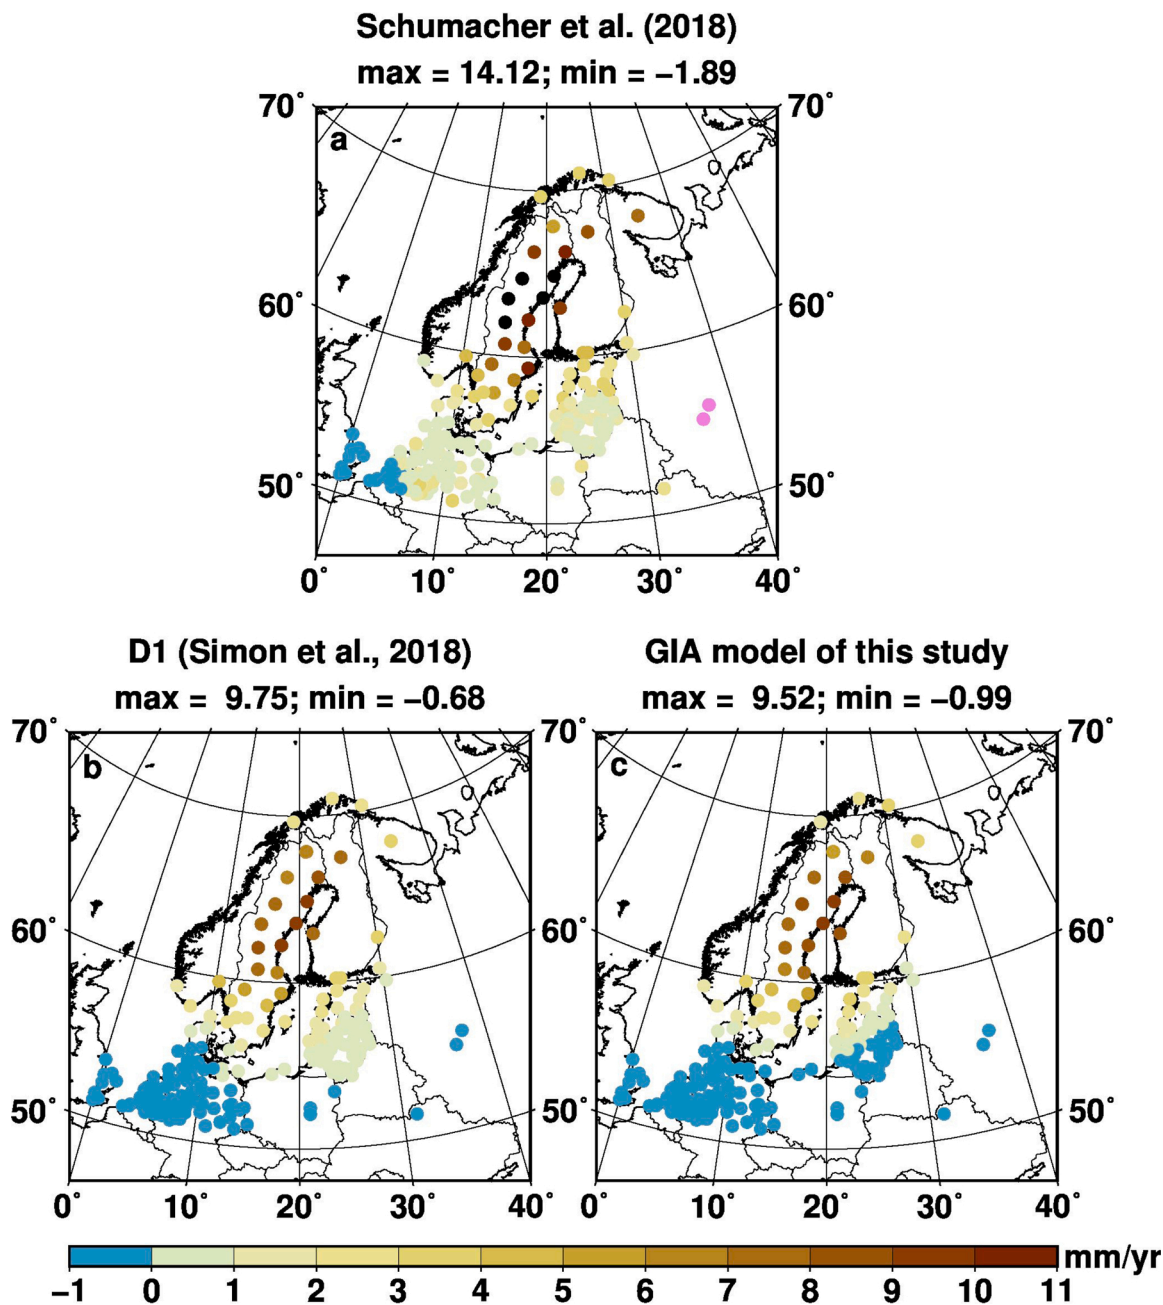 Schumacher et al. (2018)
max = 14.12; min = −1.89
70° 70°
a
60° 60°
50° 50°
0° 10° 20° 30° 40°
D1 (Simon et al., 2018) GIA model of this study
max = 9.75; min = −0.68 max = 9.52; min = −0.99
70° 70° 70°
b c
60° 60° 60°
50° 50° 50°
0° 10° 20° 30° 40° 0° 10° 20° 30° 40°
mm/yr
−1 0 1 2 3 4 5 6 7 8 9 10 11